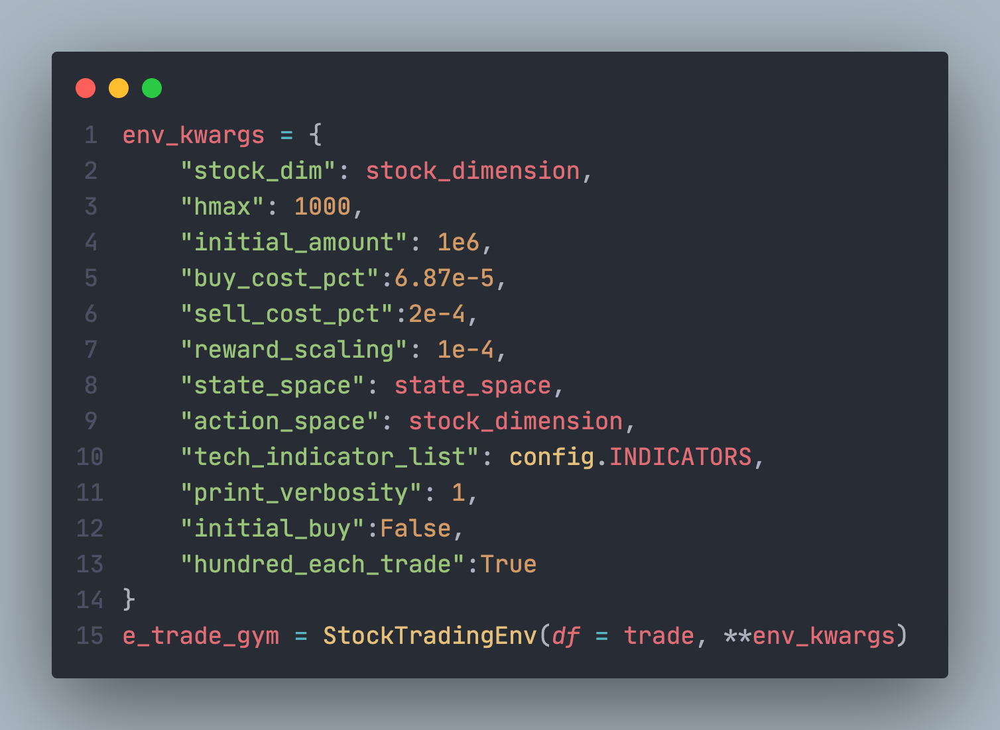 1 env_kwargs = {
2     "stock_dim": stock_dimension,
3     "hmax": 1000,
4     "initial_amount": 1e6,
5     "buy_cost_pct":6.87e-5,
6     "sell_cost_pct":2e-4,
7     "reward_scaling": 1e-4,
8     "state_space": state_space,
9     "action_space": stock_dimension,
10     "tech_indicator_list": config.INDICATORS,
11     "print_verbosity": 1,
12     "initial_buy":False,
13     "hundred_each_trade":True
14 }
15 e_trade_gym = StockTradingEnv(df = trade, **env_kwargs)